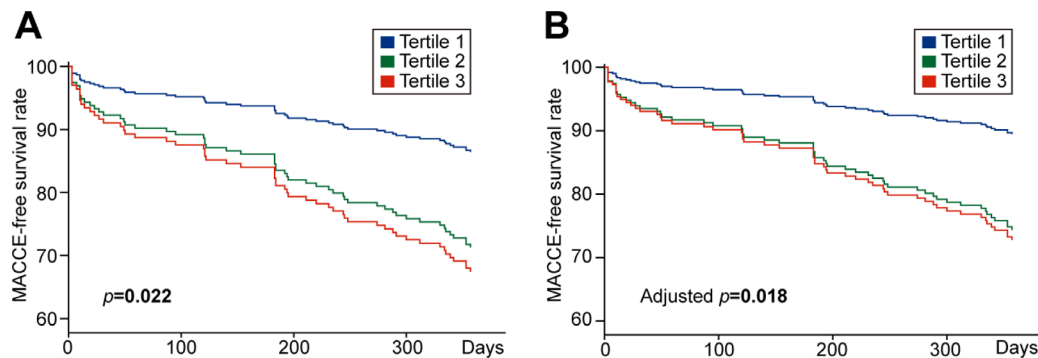 A
Tertile 1
Tertile 2
Tertile 3
MACCE-free survival rate
100
90
80
70
60
p=0.022
0
100
200
300
Days
B
Tertile 1
Tertile 2
Tertile 3
MACCE-free survival rate
100
90
80
70
60
Adjusted p=0.018
0
100
200
300
Days